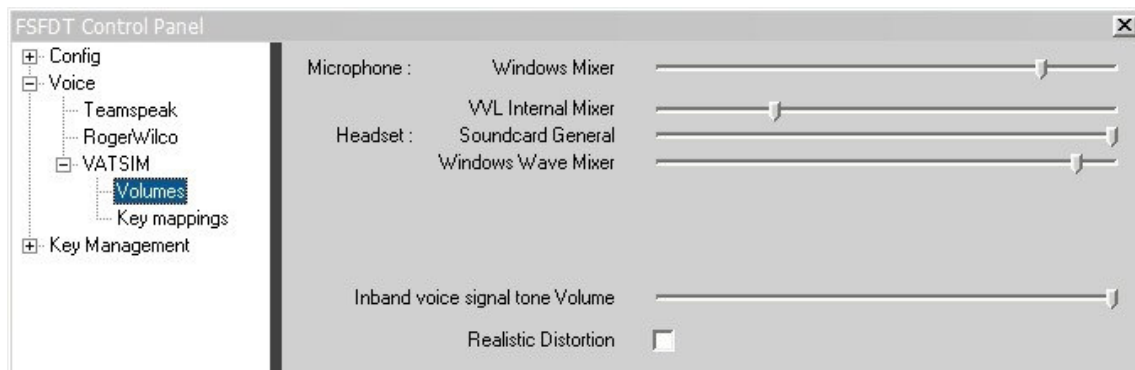 FSFDT Control Panel
Config
Voice
Teamspeak
RogerWilco
VATSIM
Volumes
Key mappings
Key Management
Microphone : Windows Mixer
VVL Internal Mixer
Headset : Soundcard General
Windows Wave Mixer
Inband voice signal tone Volume
Realistic Distortion